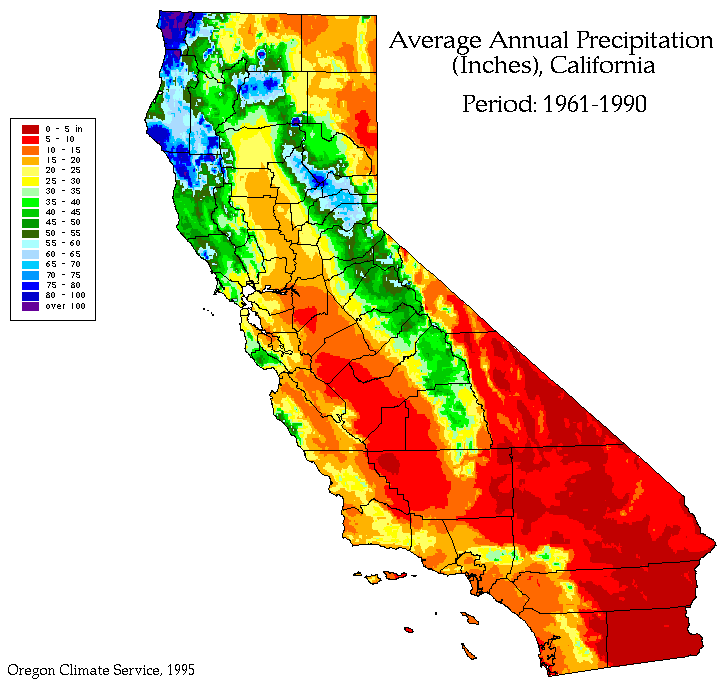 Average Annual Precipitation
(Inches), California
Period: 1961-1990
0 - 5 in
5 - 10
10 - 15
15 - 20
20 - 25
25 - 30
30 - 35
35 - 40
40 - 45
45 - 50
50 - 55
55 - 60
60 - 65
65 - 70
70 - 75
75 - 80
80 - 100
over 100
Oregon Climate Service, 1995